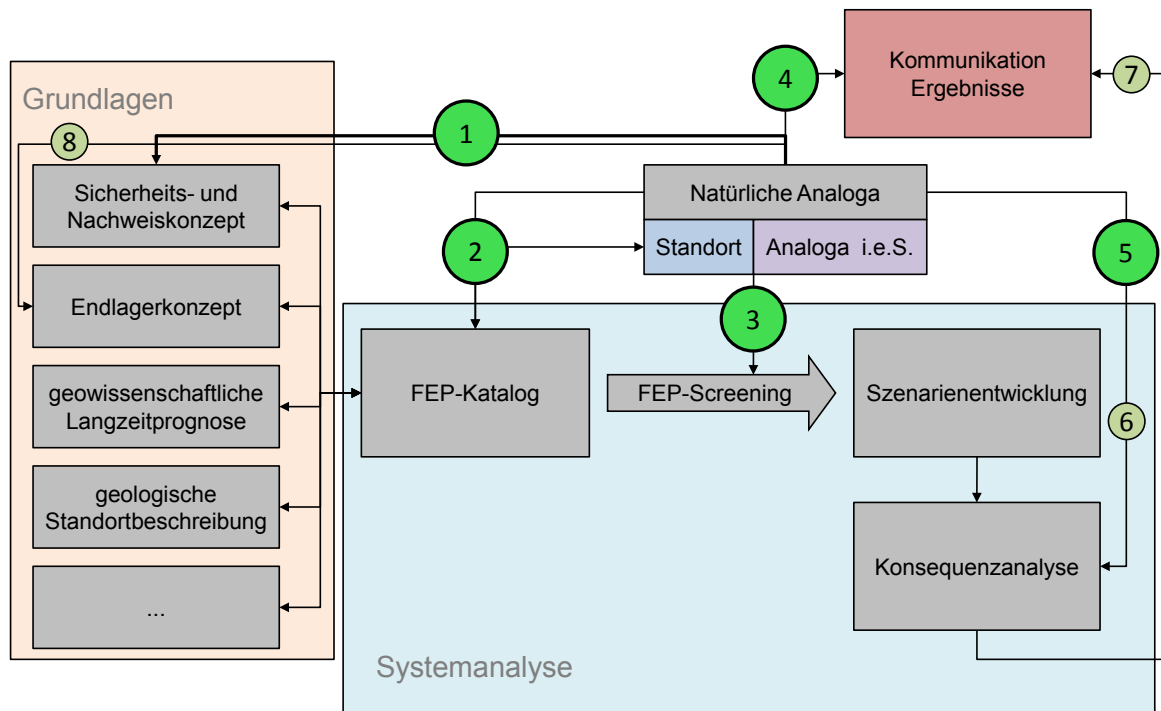 Kommunikation
Ergebnisse
4
7
Grundlagen
1
8
Sicherheits- und
Nachweiskonzept
Natürliche Analoga
2
Standort
Analoga i.e.S.
5
Endlagerkonzept
3
geowissenschaftliche
Langzeitprognose
FEP-Katalog
FEP-Screening
Szenarienentwicklung
6
geologische
Standortbeschreibung
Konsequenzanalyse
...
Systemanalyse